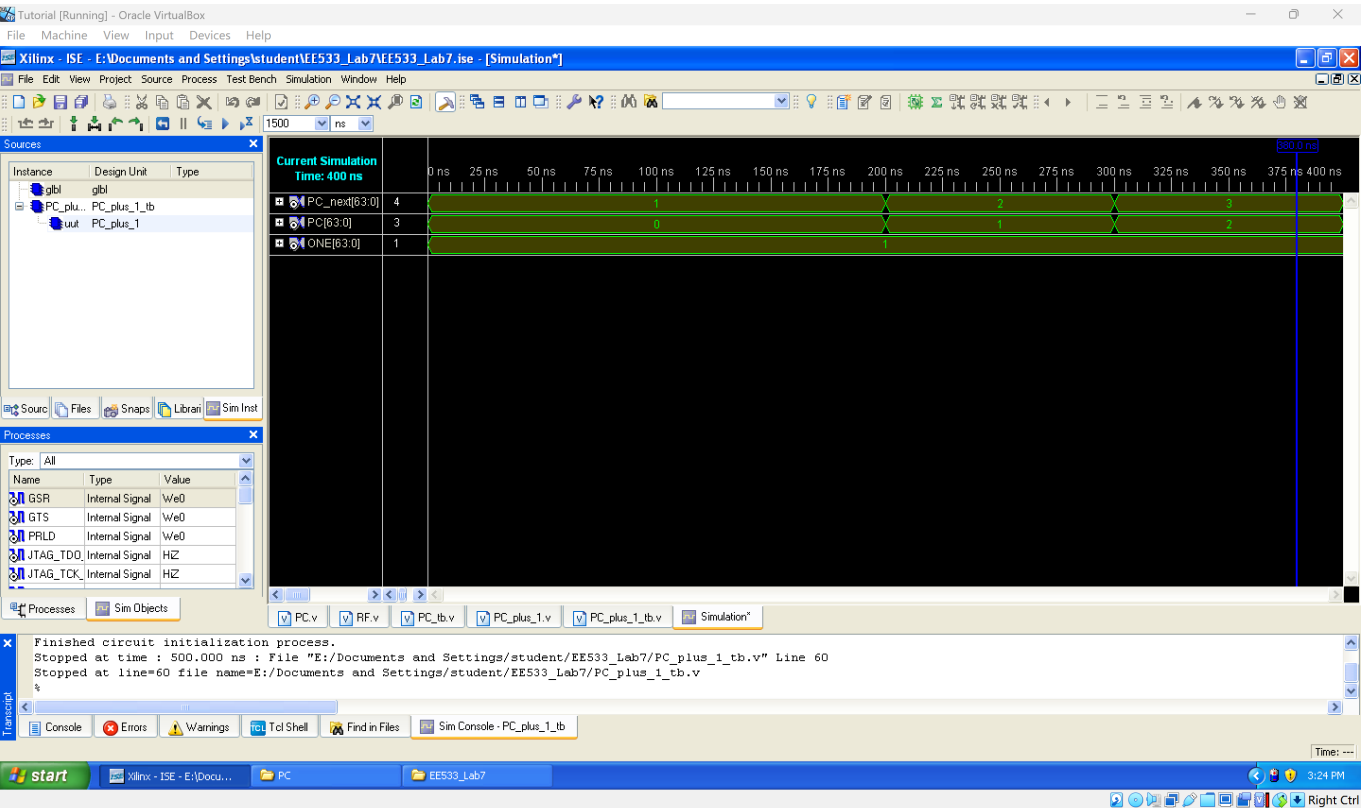 Tutorial [Running] - Oracle VirtualBox
File Machine View Input Devices Help
Xilinx - ISE - E:\Documents and Settings\student\EE533_Lab7\EE533_Lab7.ise - [Simulation*]
File Edit View Project Source Process Test Bench Simulation Window Help
1500 ns
Sources
Instance Design Unit Type
glbl glbl
PC_plu... PC_plus_1_tb
uut PC_plus_1
Sourc Files Snaps Librari Sim Inst
Processes
Type: All
Name Type Value
GSR Internal Signal We0
GTS Internal Signal We0
PRLD Internal Signal We0
JTAG_TDO_ Internal Signal HiZ
JTAG_TCK_ Internal Signal HiZ
Processes Sim Objects
Current Simulation
Time: 400 ns
380.0 ns
0 ns 25 ns 50 ns 75 ns 100 ns 125 ns 150 ns 175 ns 200 ns 225 ns 250 ns 275 ns 300 ns 325 ns 350 ns 375 ns 400 ns
PC_next[63:0] 4 1 2 3
PC[63:0] 3 0 1 2
ONE[63:0] 1 1
PC.v RF.v PC_tb.v PC_plus_1.v PC_plus_1_tb.v Simulation*
Finished circuit initialization process.
Stopped at time : 500.000 ns : File "E:/Documents and Settings/student/EE533_Lab7/PC_plus_1_tb.v" Line 60
Stopped at line=60 file name=E:/Documents and Settings/student/EE533_Lab7/PC_plus_1_tb.v
%
Transcript
Console Errors Warnings Tcl Shell Find in Files Sim Console - PC_plus_1_tb
Time: ---
start Xilinx - ISE - E:\Docu... PC EE533_Lab7 3:24 PM
Right Ctrl